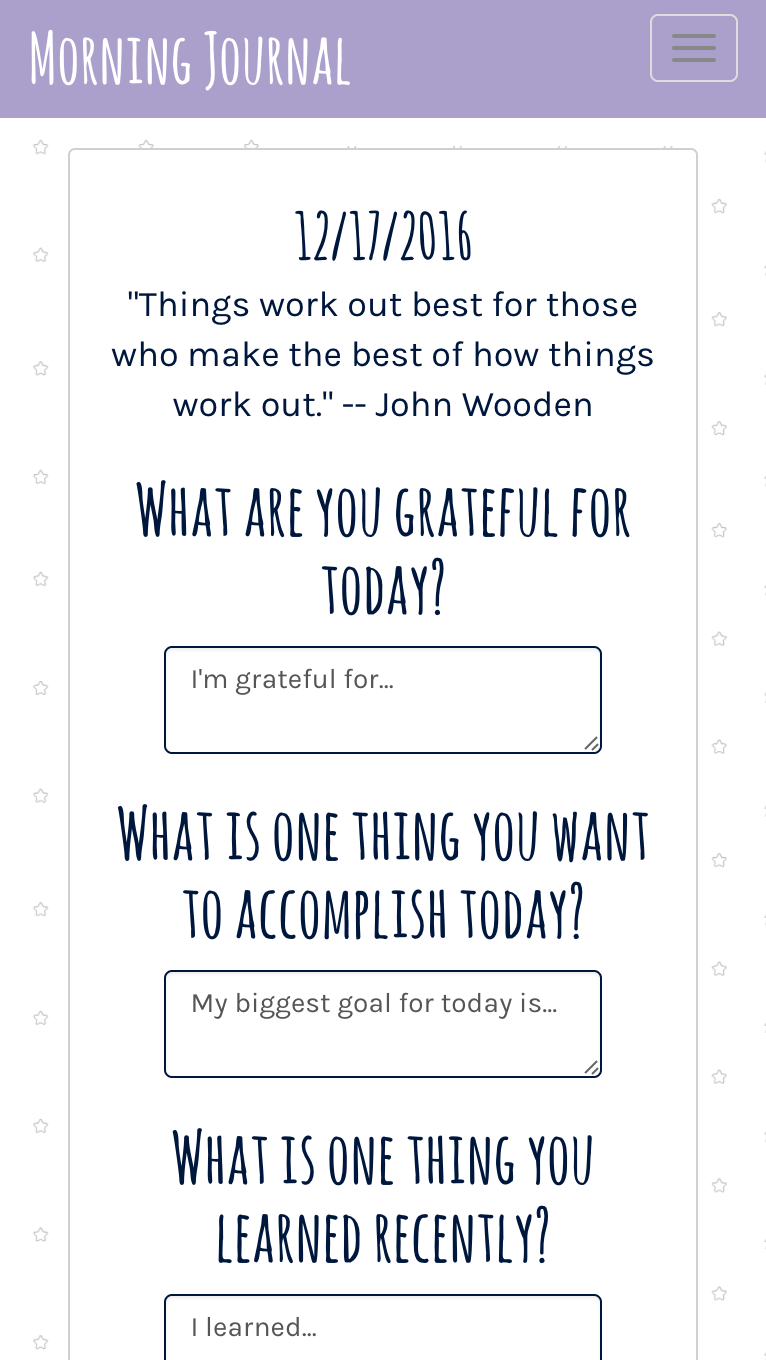 Morning Journal
12/17/2016
"Things work out best for those
who make the best of how things
work out." -- John Wooden
What are you grateful for
today?
I'm grateful for...
What is one thing you want
to accomplish today?
My biggest goal for today is...
What is one thing you
learned recently?
I learned...